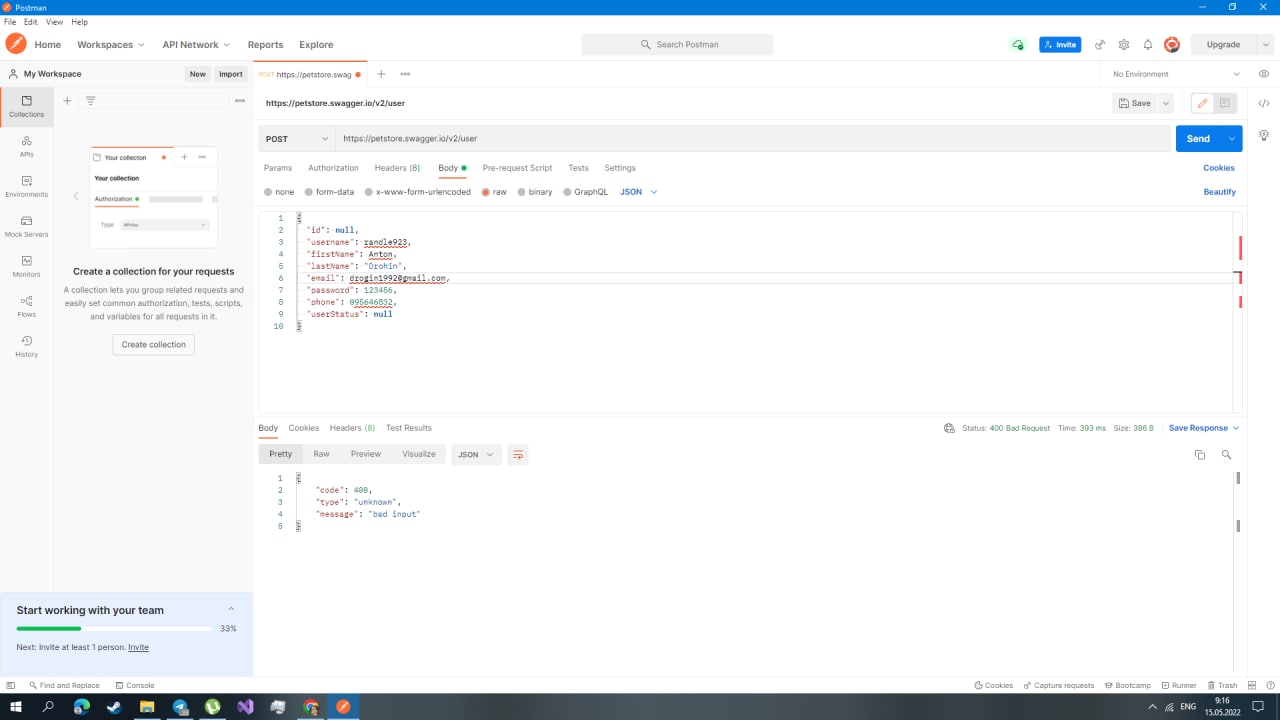 Postman
File Edit View Help
Home Workspaces API Network Reports Explore Search Postman Invite Upgrade
My Workspace New Import POST https://petstore.swag No Environment
https://petstore.swagger.io/v2/user Save
POST https://petstore.swagger.io/v2/user Send
Params Authorization Headers (8) Body Pre-request Script Tests Settings Cookies
none form-data x-www-form-urlencoded raw binary GraphQL JSON Beautify
1 {
2 "id": null,
3 "username": randle923,
4 "firstName": Anton,
5 "lastName": "Drohin",
6 "email": drogin1992@gmail.com,
7 "password": 123456,
8 "phone": 095646832,
9 "userStatus": null
10 }
Collections
APIs
Environments
Mock Servers
Monitors
Flows
History
Your collecton
Your collection
Authorization
Type API Key
Create a collection for your requests
A collection lets you group related requests and
easily set common authorization, tests, scripts,
and variables for all requests in it.
Create collection
Body Cookies Headers (8) Test Results Status: 400 Bad Request Time: 393 ms Size: 386 B Save Response
Pretty Raw Preview Visualize JSON
1 {
2 "code": 400,
3 "type": "unknown",
4 "message": "bad input"
5 }
Start working with your team
33%
Next: Invite at least 1 person. Invite
Find and Replace Console Cookies Capture requests Bootcamp Runner Trash
ENG 9:16
15.05.2022